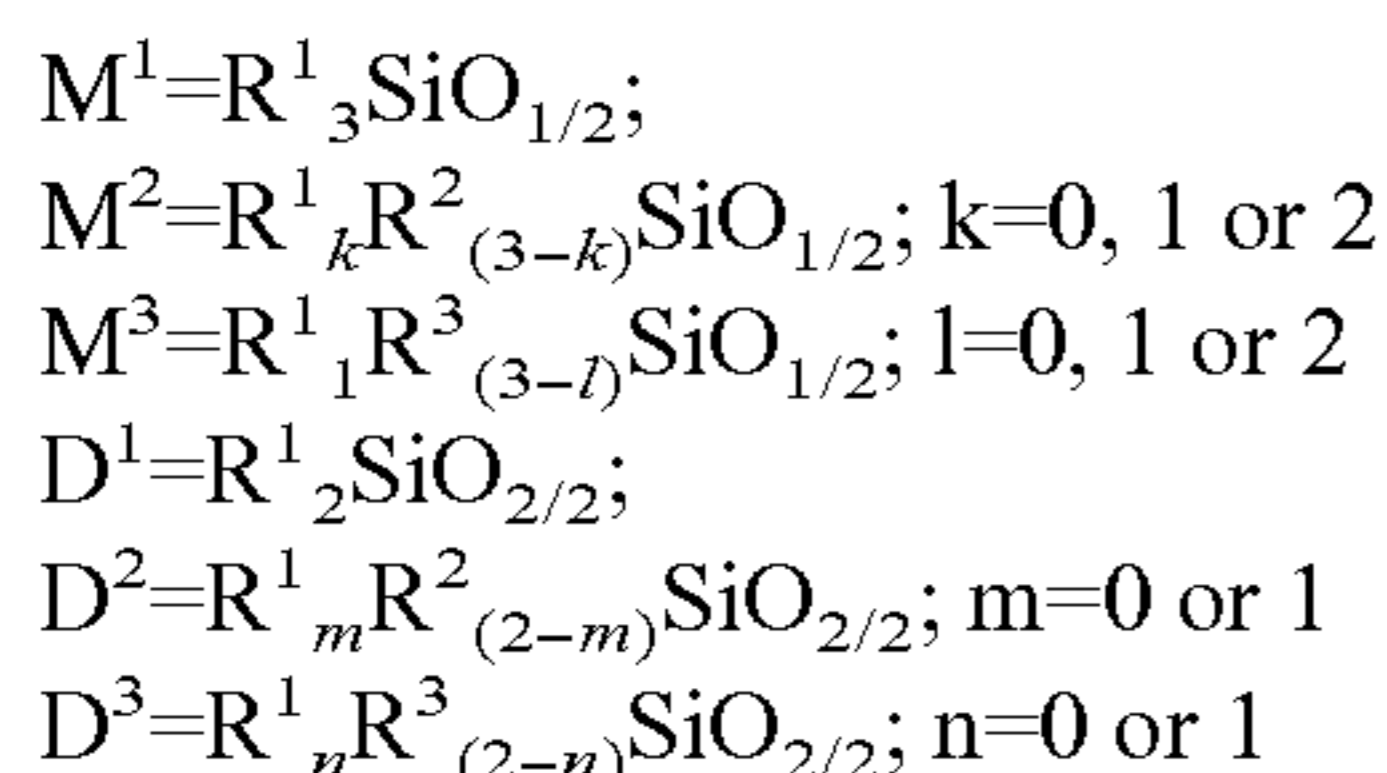 M¹=R¹₃SiO₁/₂;
M²=R¹ₖR²₍₃₋ₖ₎SiO₁/₂; k=0, 1 or 2
M³=R¹₁R³₍₃₋ₗ₎SiO₁/₂; l=0, 1 or 2
D¹=R¹₂SiO₂/₂;
D²=R¹ₘR²₍₂₋ₘ₎SiO₂/₂; m=0 or 1
D³=R¹ₙR³₍₂₋ₙ₎SiO₂/₂; n=0 or 1